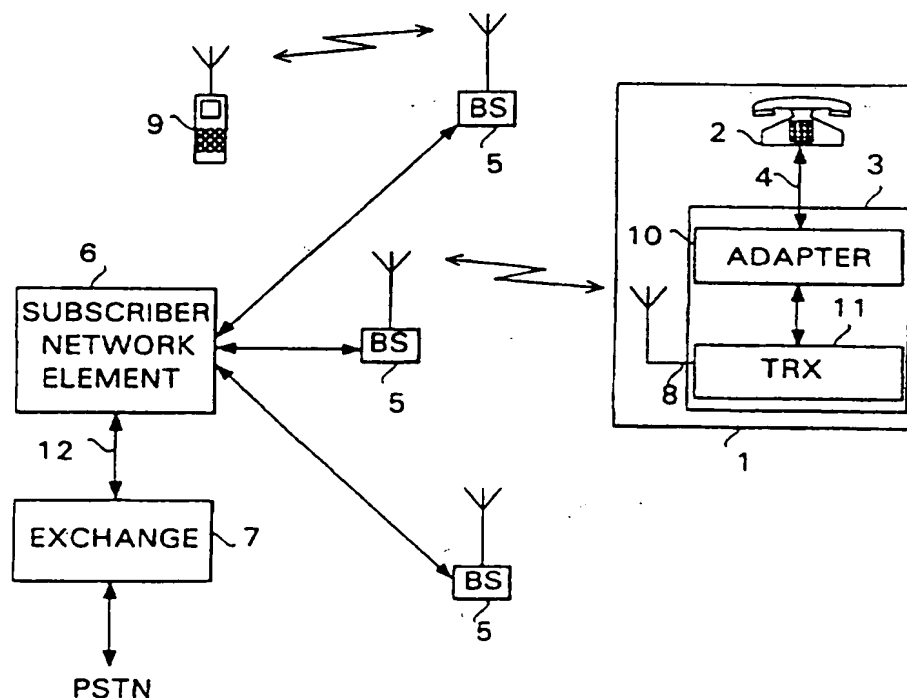 9
BS
5
2
4
3
10
ADAPTER
11
TRX
8
1
6
SUBSCRIBER
NETWORK
ELEMENT
BS
5
12
EXCHANGE
7
BS
5
PSTN